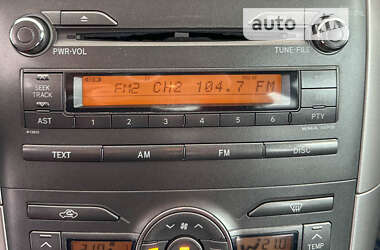 AUTO RIA
PWR·VOL
TUNE·FILE
FM2 CH2 104.7 FM
SEEK
TRACK
AST
1 2 3 4 5 6
PTY
TEXT
AM
FM
DISC
TEMP